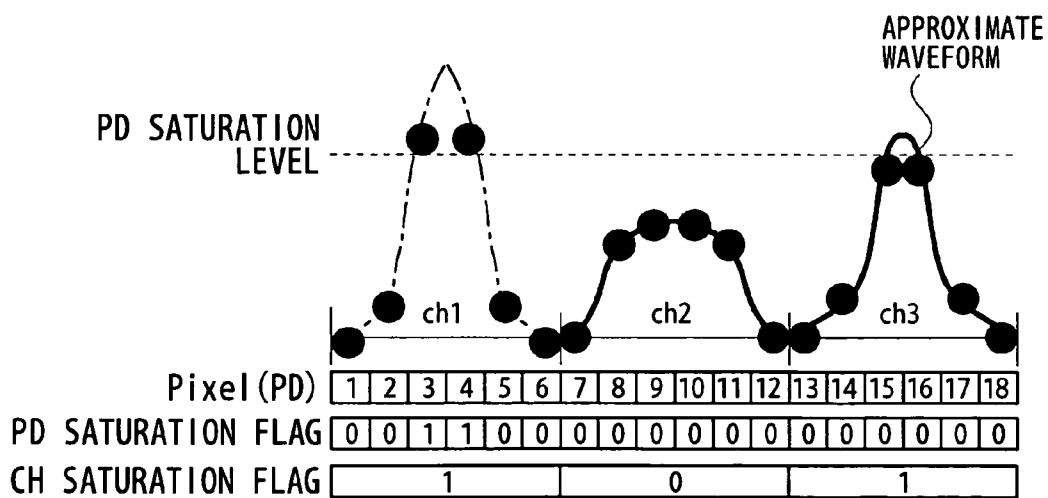 APPROXIMATE
WAVEFORM
PD SATURATION
LEVEL
ch1 ch2 ch3
Pixel(PD) 1 2 3 4 5 6 7 8 9 10 11 12 13 14 15 16 17 18
PD SATURATION FLAG 0 0 1 1 0 0 0 0 0 0 0 0 0 0 0 0 0 0
CH SATURATION FLAG 1 0 1